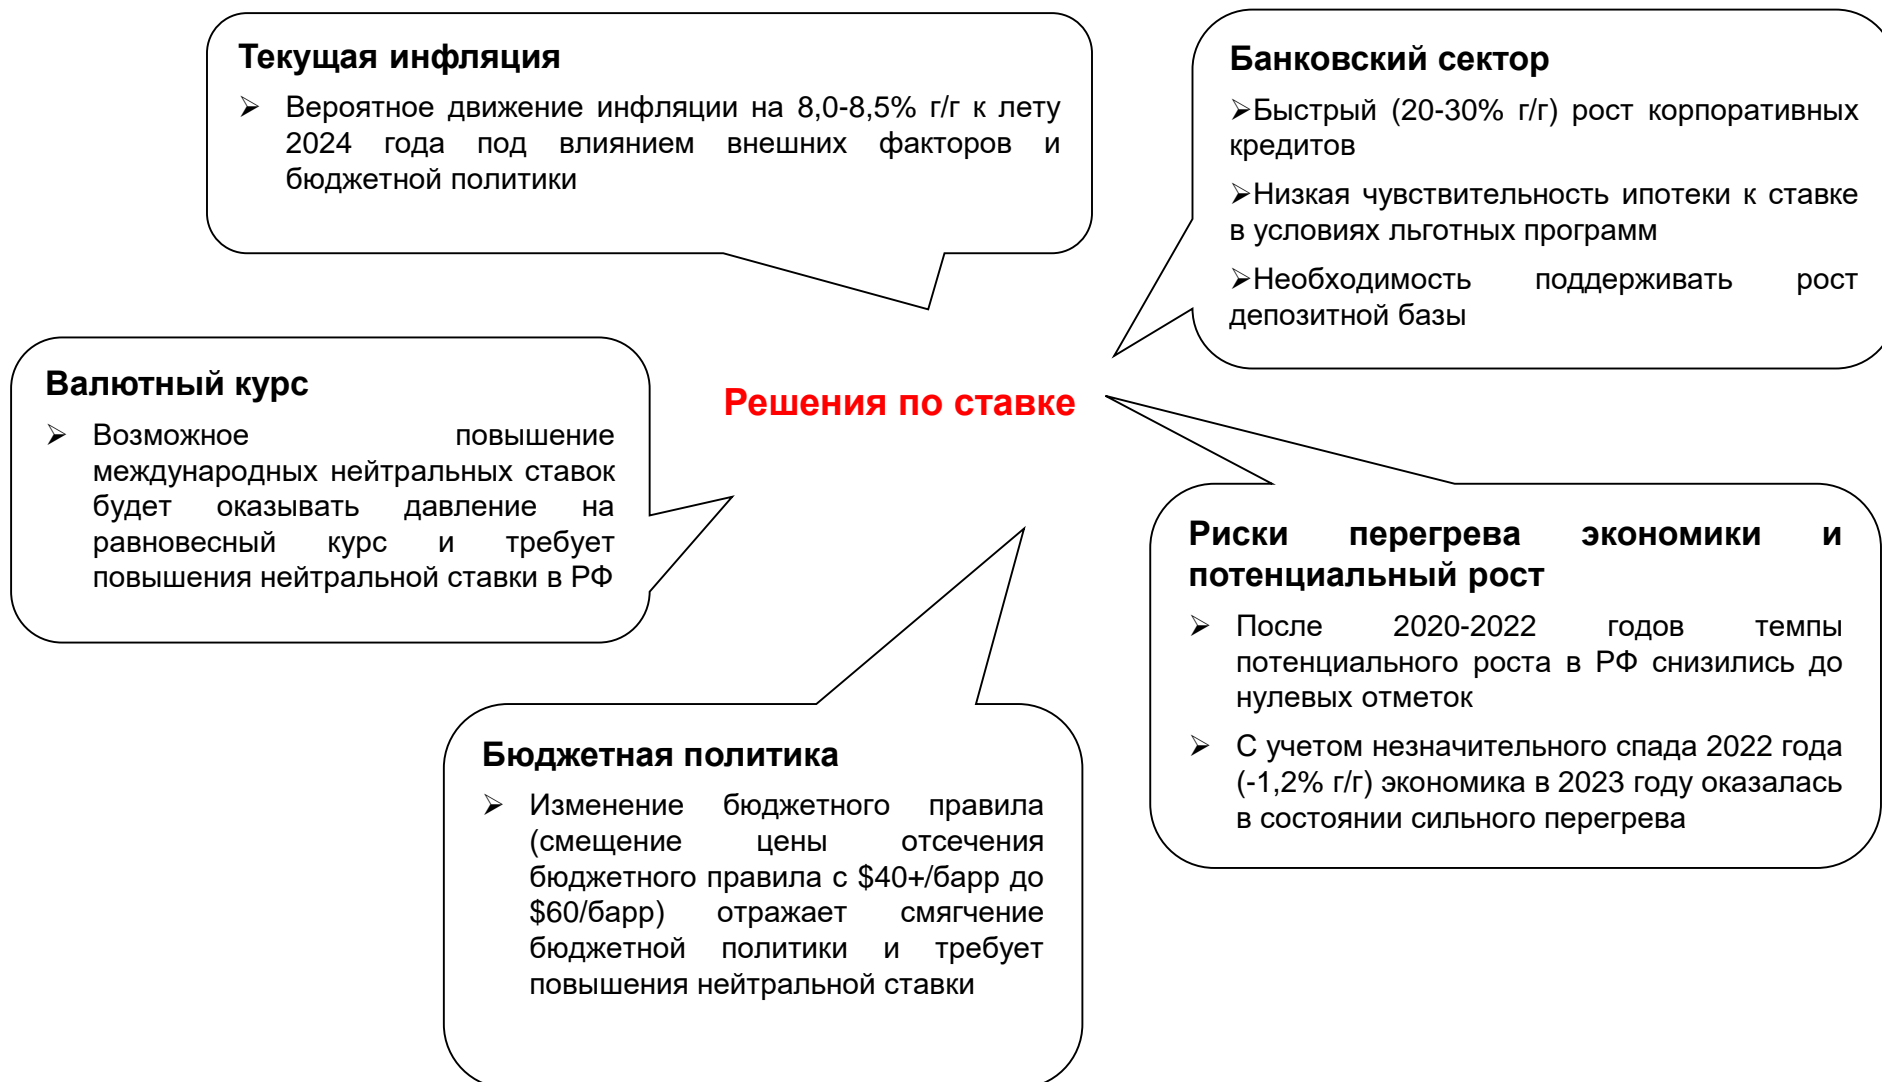 Текущая инфляция
➢ Вероятное движение инфляции на 8,0-8,5% г/г к лету
2024 года под влиянием внешних факторов и
бюджетной политики
Банковский сектор
➢Быстрый (20-30% г/г) рост корпоративных
кредитов
➢Низкая чувствительность ипотеки к ставке
в условиях льготных программ
➢Необходимость поддерживать рост
депозитной базы
Валютный курс
➢ Возможное повышение
международных нейтральных ставок
будет оказывать давление на
равновесный курс и требует
повышения нейтральной ставки в РФ
Решения по ставке
Риски перегрева экономики и
потенциальный рост
➢ После 2020-2022 годов темпы
потенциального роста в РФ снизились до
нулевых отметок
➢ С учетом незначительного спада 2022 года
(-1,2% г/г) экономика в 2023 году оказалась
в состоянии сильного перегрева
Бюджетная политика
➢ Изменение бюджетного правила
(смещение цены отсечения
бюджетного правила с $40+/барр до
$60/барр) отражает смягчение
бюджетной политики и требует
повышения нейтральной ставки